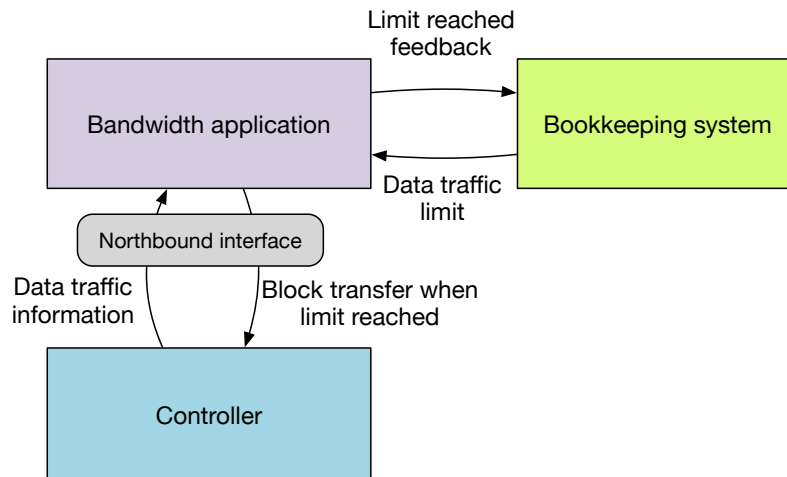 Limit reached
feedback
Bandwidth application
Bookkeeping system
Data traffic
limit
Northbound interface
Data traffic
information
Block transfer when
limit reached
Controller